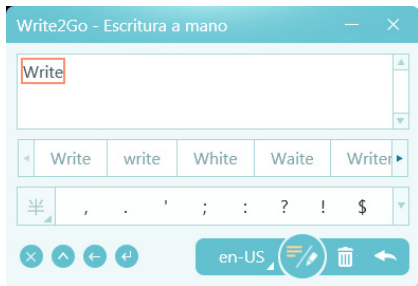 Write2Go - Escritura a mano
Write
Write write White Waite Writer
半 , . ' ; : ? ! $
en-US